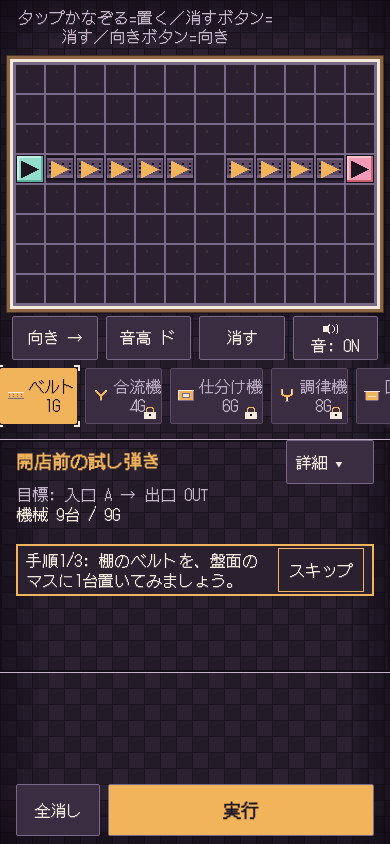 タップかなぞる=置く／消すボタン=
消す／向きボタン=向き
向き →
音高 ド
消す
音: ON
ベルト
1G
合流機
4G
仕分け機
6G
調律機
8G
開店前の試し弾き
詳細 ▾
目標: 入口 A → 出口 OUT
機械 9台 / 9G
手順1/3: 棚のベルトを、盤面の
マスに1台置いてみましょう。
スキップ
全消し
実行